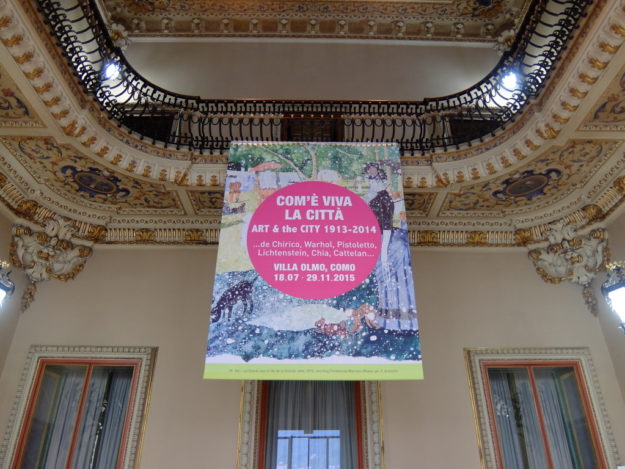 COM'È VIVA
LA CITTÀ
ART & the CITY 1913-2014
...de Chirico, Warhol, Pistoletto,
Lichtenstein, Chia, Cattelan...
VILLA OLMO, COMO
18.07 - 29.11.2015